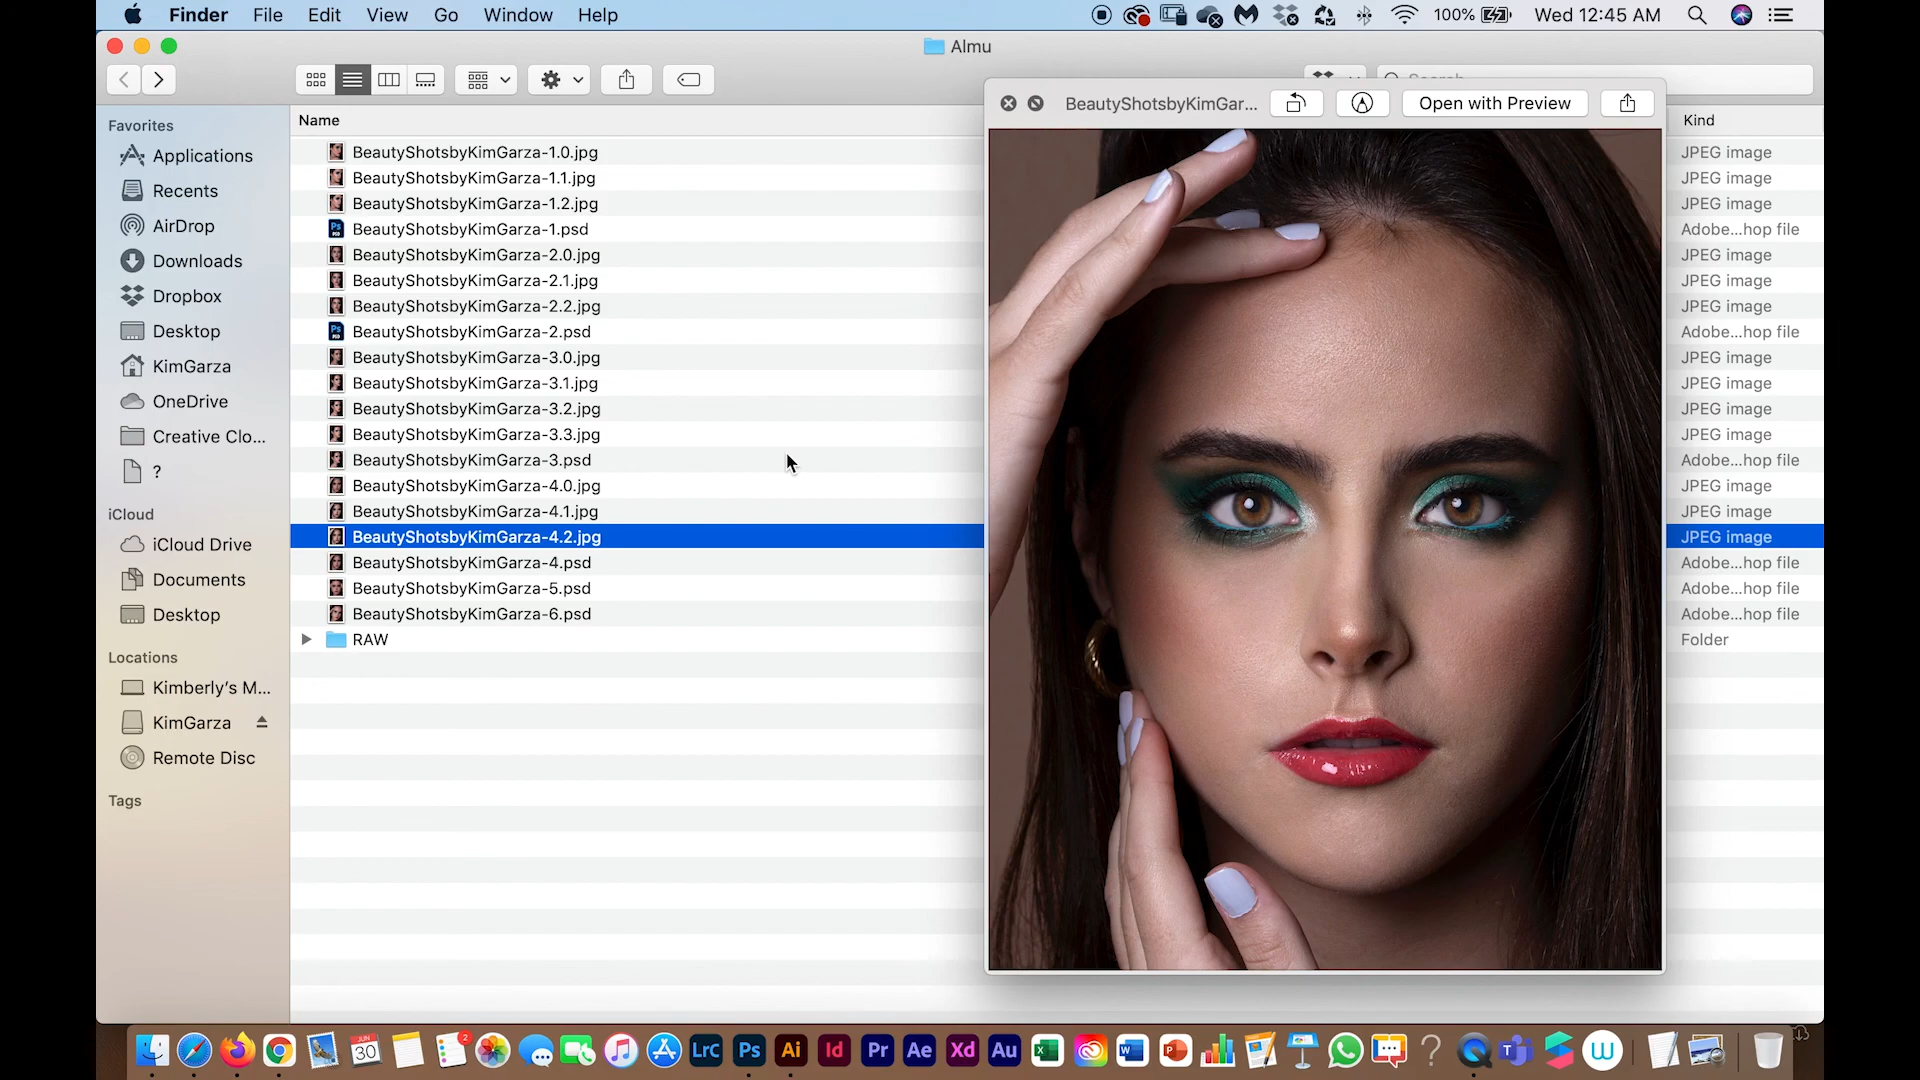 Finder File Edit View Go Window Help 100% Wed 12:45 AM
Almu
BeautyShotsbyKimGar... Open with Preview
Favorites
Applications
Recents
AirDrop
Downloads
Dropbox
Desktop
KimGarza
OneDrive
Creative Clo...
?
iCloud
iCloud Drive
Documents
Desktop
Locations
Kimberly's M...
KimGarza
Remote Disc
Tags
Name Kind
BeautyShotsbyKimGarza-1.0.jpg JPEG image
BeautyShotsbyKimGarza-1.1.jpg JPEG image
BeautyShotsbyKimGarza-1.2.jpg JPEG image
BeautyShotsbyKimGarza-1.psd Adobe...hop file
BeautyShotsbyKimGarza-2.0.jpg JPEG image
BeautyShotsbyKimGarza-2.1.jpg JPEG image
BeautyShotsbyKimGarza-2.2.jpg JPEG image
BeautyShotsbyKimGarza-2.psd Adobe...hop file
BeautyShotsbyKimGarza-3.0.jpg JPEG image
BeautyShotsbyKimGarza-3.1.jpg JPEG image
BeautyShotsbyKimGarza-3.2.jpg JPEG image
BeautyShotsbyKimGarza-3.3.jpg JPEG image
BeautyShotsbyKimGarza-3.psd Adobe...hop file
BeautyShotsbyKimGarza-4.0.jpg JPEG image
BeautyShotsbyKimGarza-4.1.jpg JPEG image
BeautyShotsbyKimGarza-4.2.jpg JPEG image
BeautyShotsbyKimGarza-4.psd Adobe...hop file
BeautyShotsbyKimGarza-5.psd Adobe...hop file
BeautyShotsbyKimGarza-6.psd Adobe...hop file
RAW Folder
JUN 30 2 LrC Ps Ai Id Pr Ae Xd Au X W P ? T W